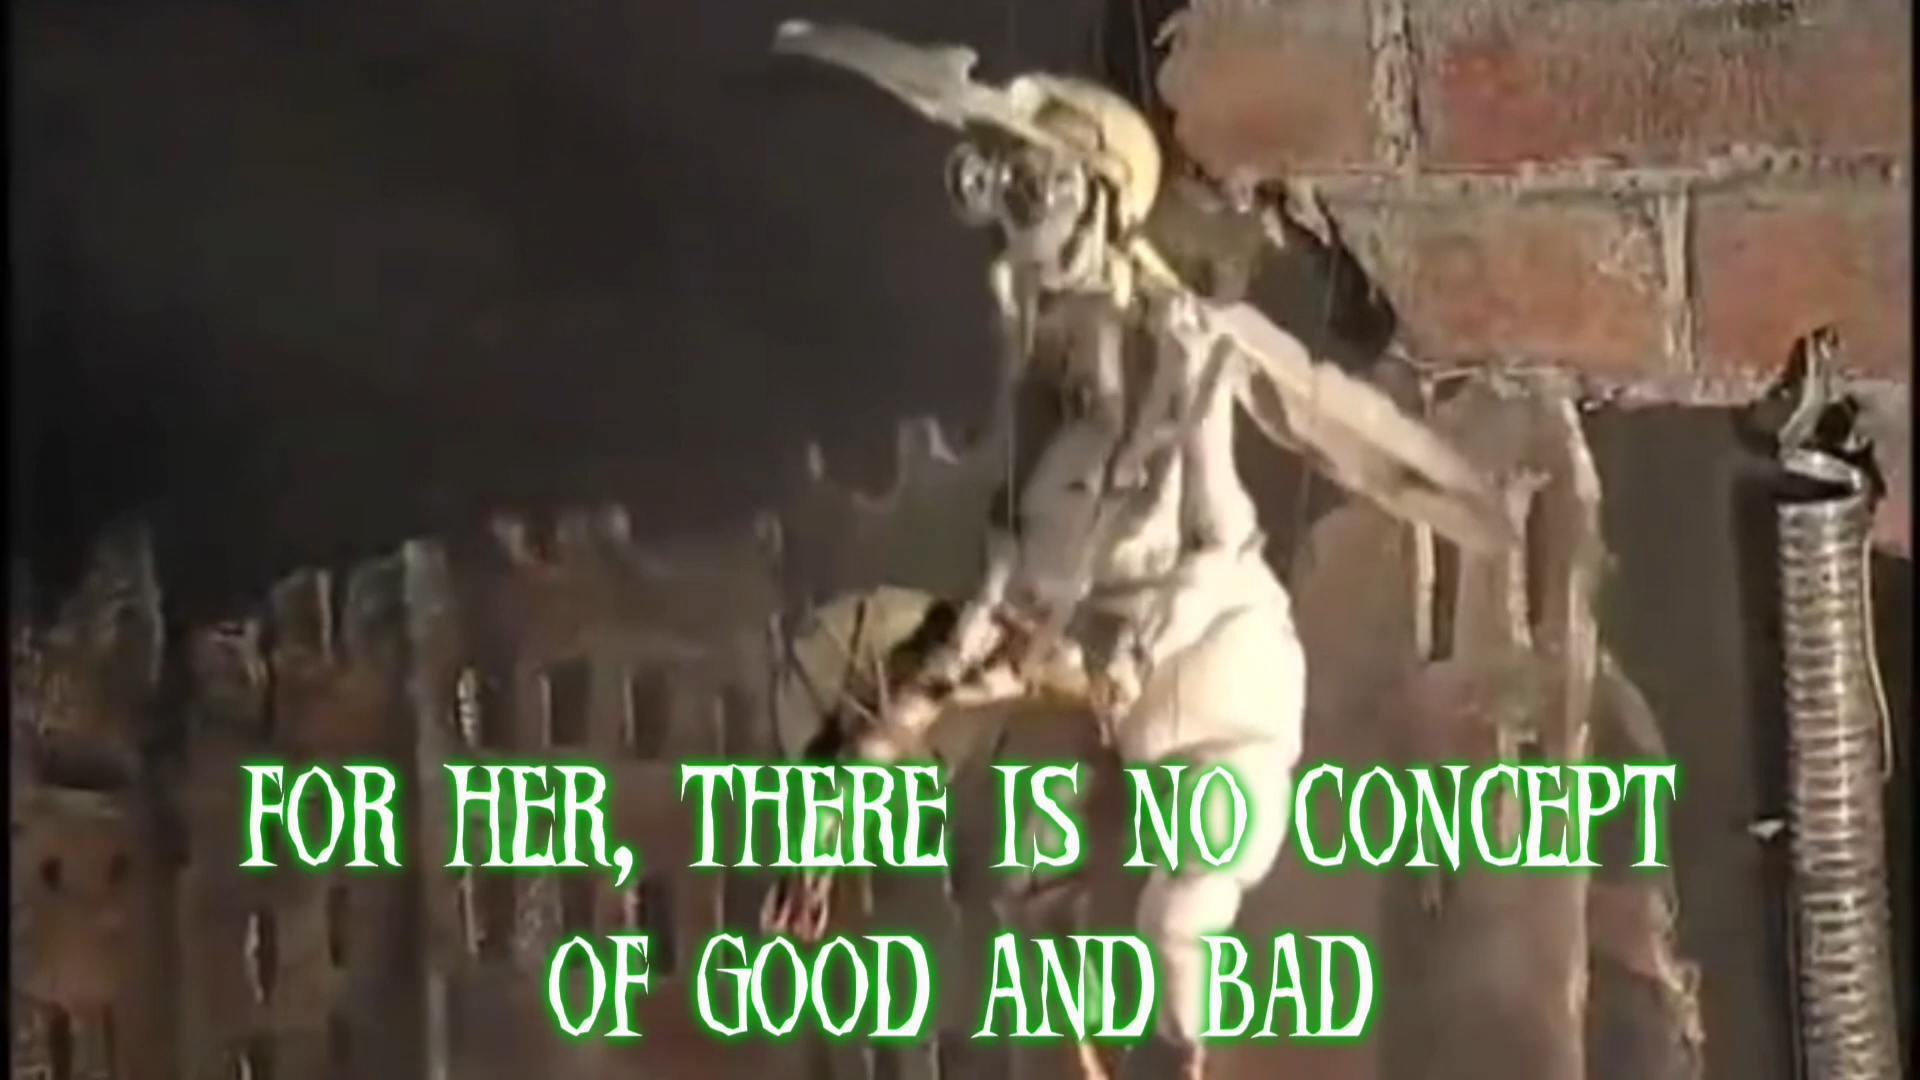 FOR HER, THERE IS NO CONCEPT
OF GOOD AND BAD